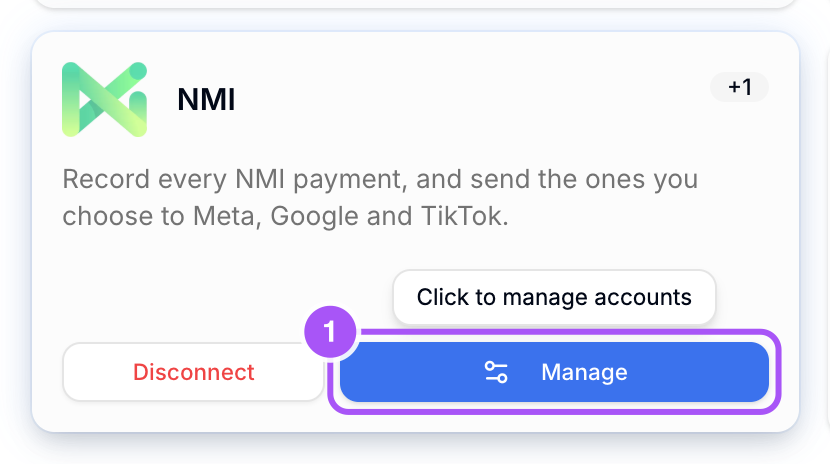 NMI
+1
Record every NMI payment, and send the ones you
choose to Meta, Google and TikTok.
Click to manage accounts
1
Disconnect
Manage